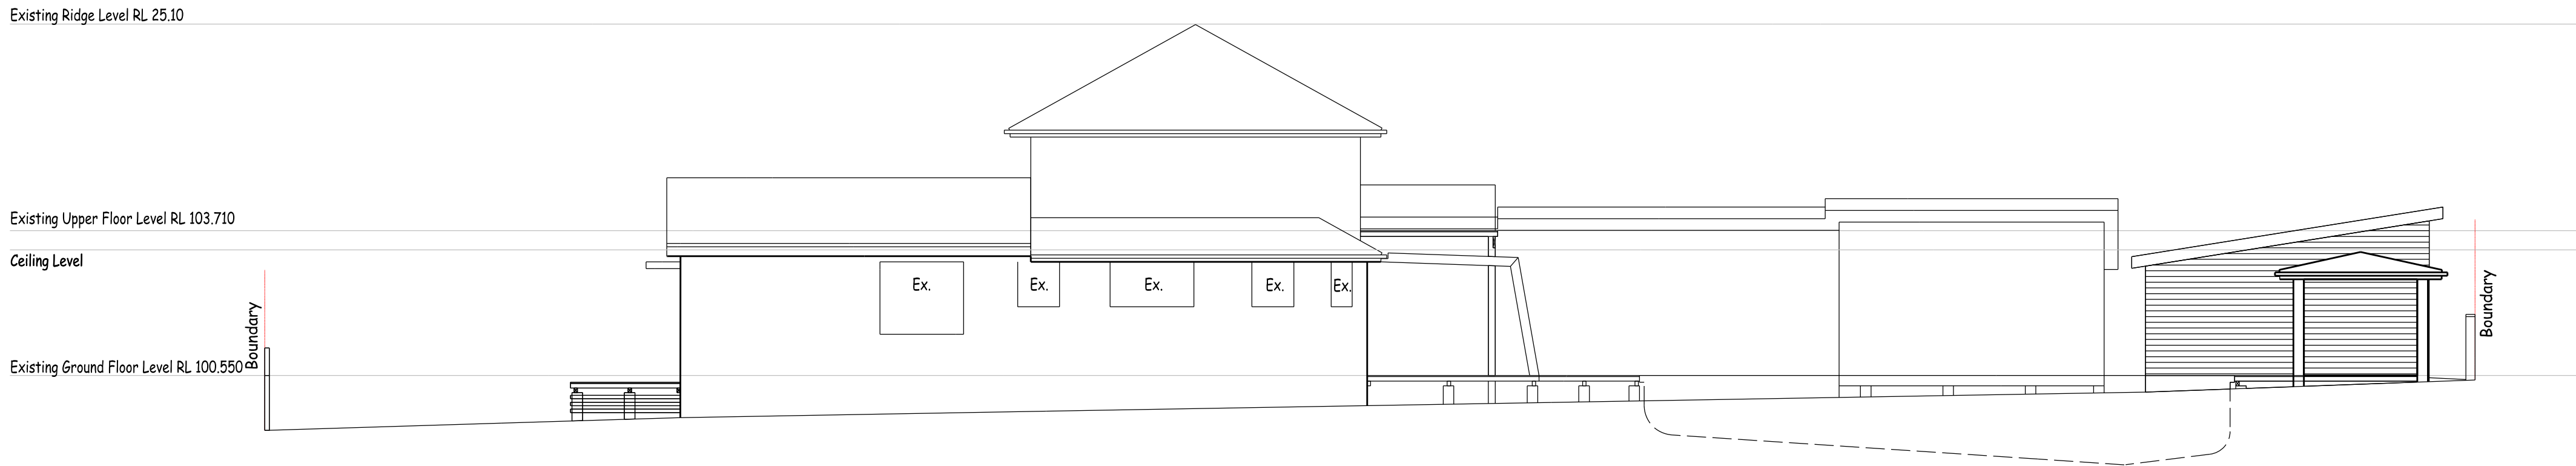 Existing Ridge Level RL 25.10
Existing Upper Floor Level RL 103.710
Ceiling Level
Ex.
Ex.
Ex.
Ex.
Ex.
Boundary
Boundary
Existing Ground Floor Level RL 100.550